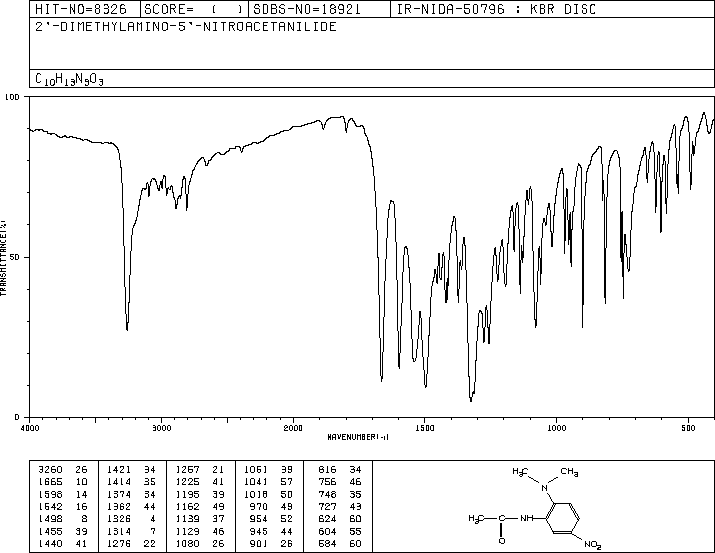 HIT-NO=8326 SCORE= ( ) SDBS-NO=18921 IR-NIDA-50796 : KBR DISC
2'-DIMETHYLAMINO-5'-NITROACETANILIDE
C10H13N3O3
100
TRANSMITTANCE(%)
50
0
4000 3000 2000 1500 1000 500
WAVENUMBER(-1)
3260 26 1421 34 1257 21 1061 39 816 34
1665 10 1414 35 1225 41 1041 57 756 46
1598 14 1374 34 1195 39 1018 50 748 35
1542 16 1362 44 1162 49 970 49 727 43
1498 8 1326 4 1139 37 954 52 624 60
1455 39 1314 7 1129 46 945 44 604 55
1440 41 1276 22 1080 26 901 26 584 60
H3C CH3
N
H3C C NH
O
NO2